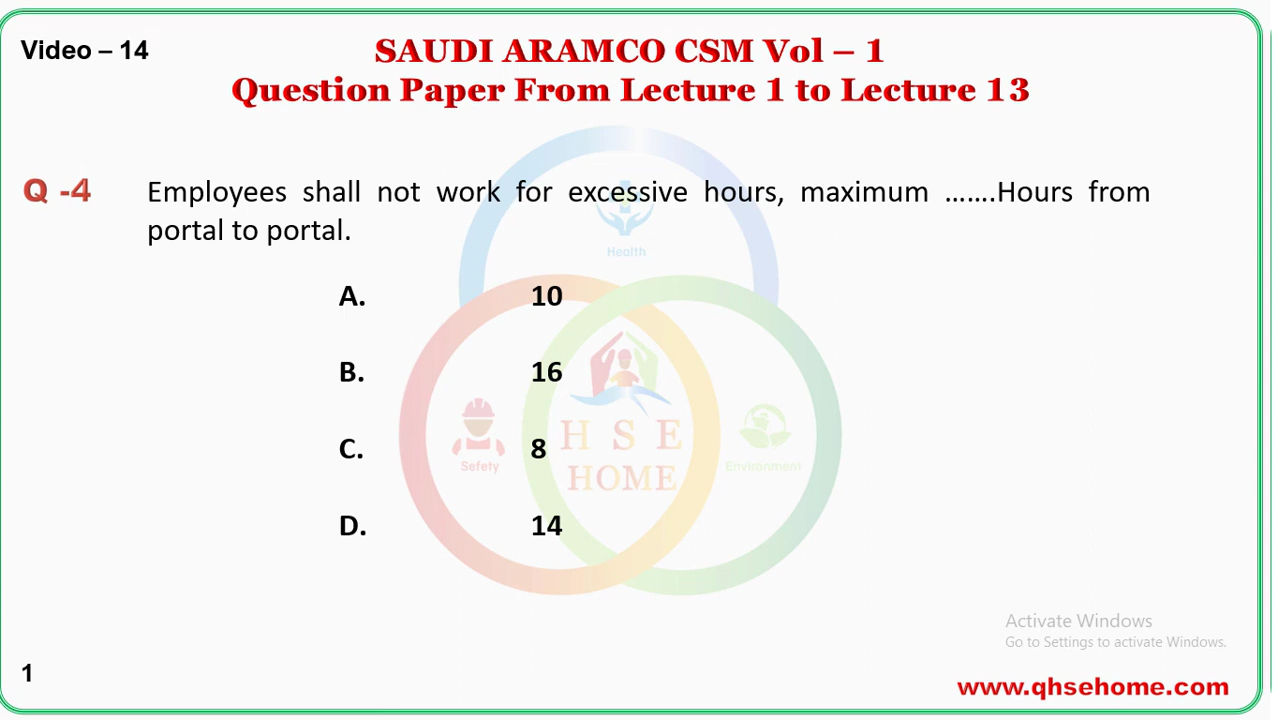 Video – 14
SAUDI ARAMCO CSM Vol – 1
Question Paper From Lecture 1 to Lecture 13
Q -4
Employees shall not work for excessive hours, maximum …….Hours from
portal to portal.
Health
A. 10
B. 16
C. 8
D. 14
H S E
HOME
Safety
Environment
Activate Windows
Go to Settings to activate Windows.
1
www.qhsehome.com